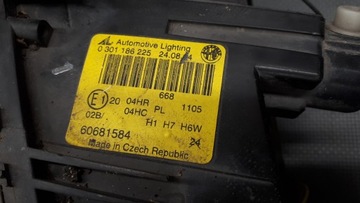 AL Automotive Lighting
0 301 186 225 24.08.04
668
E1 20 04HR PL 1105
02B/ 04HC H1 H7 H6W
60681584 24
made in Czech Republic